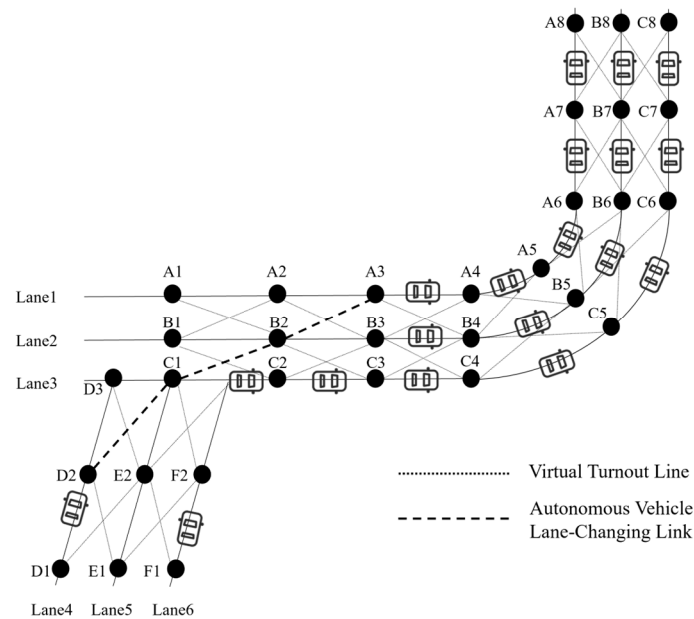 A8 B8 C8
A7 B7 C7
A6 B6 C6
A5
B5
C5
A1 A2 A3 A4
Lane1
B1 B2 B3 B4
Lane2
C1 C2 C3 C4
Lane3
D3
D2 E2 F2
Virtual Turnout Line
Autonomous Vehicle
Lane-Changing Link
D1 E1 F1
Lane4 Lane5 Lane6